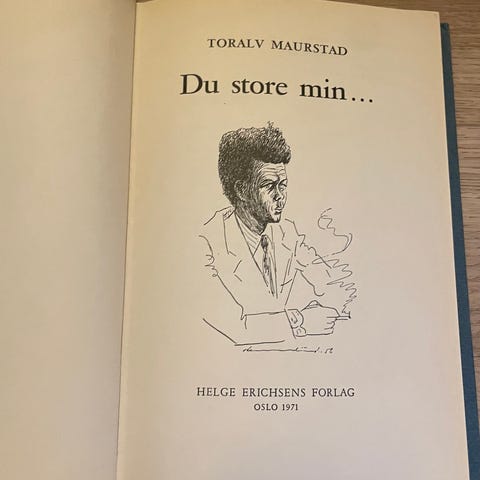 TORALV MAURSTAD
Du store min...
HELGE ERICHSENS FORLAG
OSLO 1971